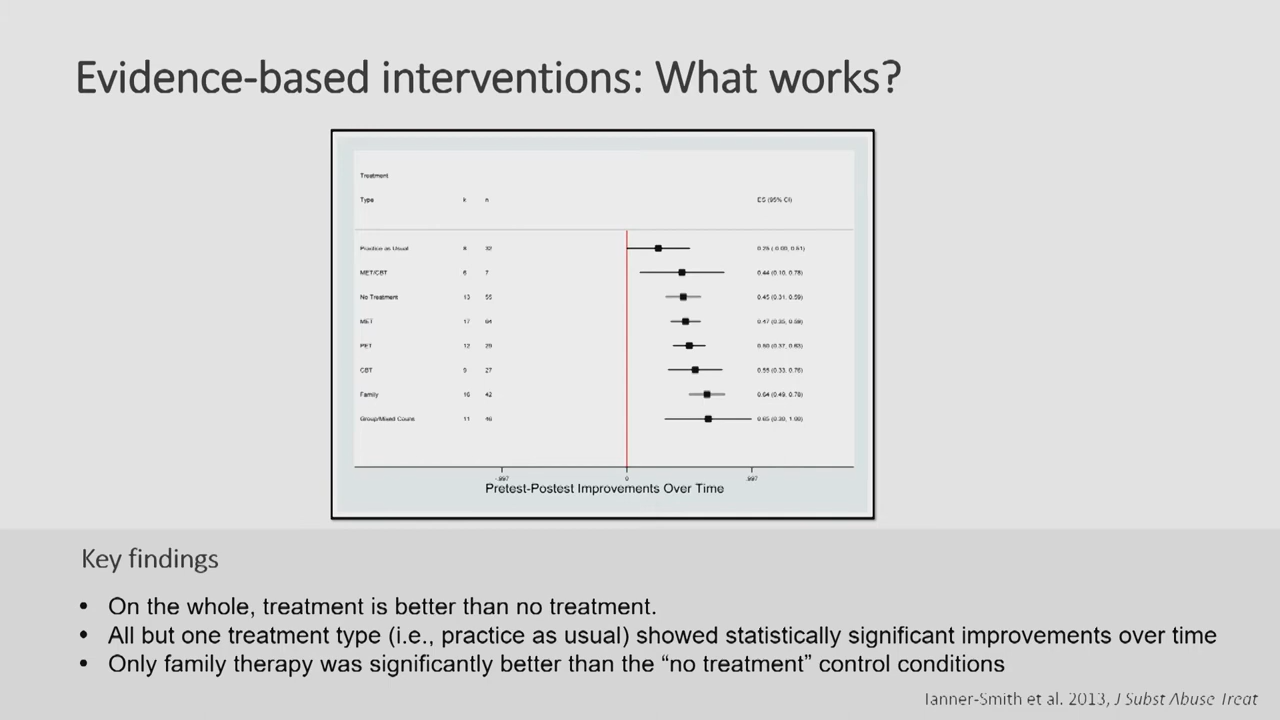 Evidence-based interventions: What works?
Treatment
Type k n ES (95% CI)
Practice as Usual 8 32 0.25 (-0.00, 0.51)
MET/CBT 6 7 0.44 (0.10, 0.78)
No Treatment 13 55 0.45 (0.31, 0.59)
MET 17 64 0.47 (0.35, 0.58)
PET 12 29 0.50 (0.37, 0.63)
CBT 9 27 0.55 (0.33, 0.76)
Family 16 42 0.64 (0.49, 0.78)
Group/Mixed Couns 11 46 0.65 (0.30, 1.00)
-.997 0 .997
Pretest-Postest Improvements Over Time
Key findings
• On the whole, treatment is better than no treatment.
• All but one treatment type (i.e., practice as usual) showed statistically significant improvements over time
• Only family therapy was significantly better than the “no treatment” control conditions
Tanner-Smith et al. 2013, J Subst Abuse Treat